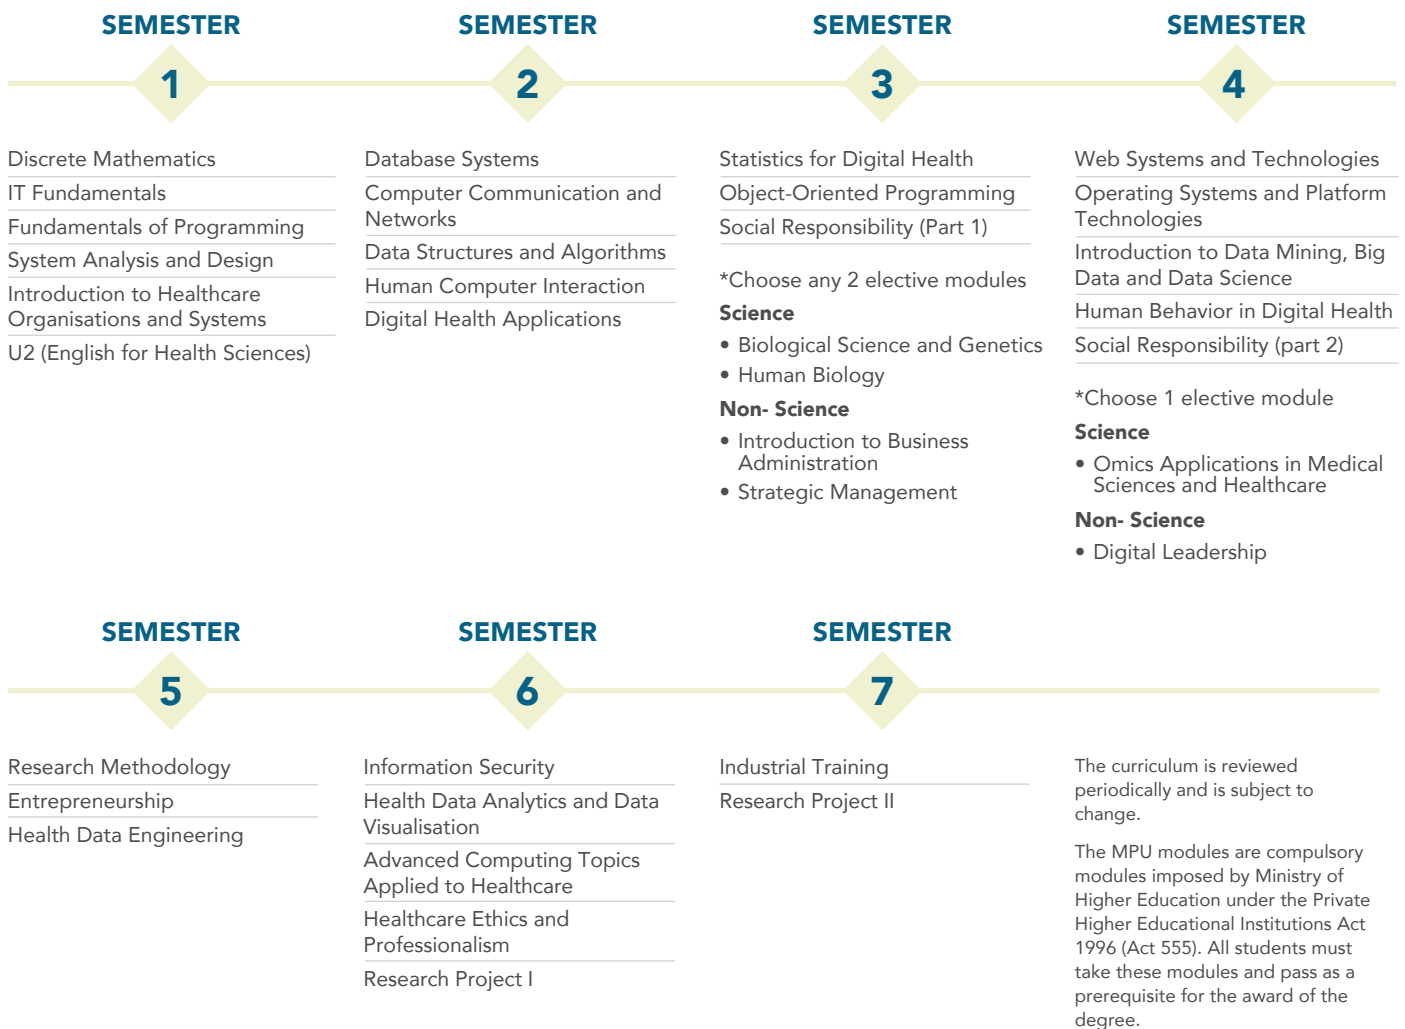 SEMESTER
1
Discrete Mathematics
IT Fundamentals
Fundamentals of Programming
System Analysis and Design
Introduction to Healthcare
Organisations and Systems
U2 (English for Health Sciences)
SEMESTER
2
Database Systems
Computer Communication and
Networks
Data Structures and Algorithms
Human Computer Interaction
Digital Health Applications
SEMESTER
3
Statistics for Digital Health
Object-Oriented Programming
Social Responsibility (Part 1)
*Choose any 2 elective modules
Science
• Biological Science and Genetics
• Human Biology
Non- Science
• Introduction to Business
Administration
• Strategic Management
SEMESTER
4
Web Systems and Technologies
Operating Systems and Platform
Technologies
Introduction to Data Mining, Big
Data and Data Science
Human Behavior in Digital Health
Social Responsibility (part 2)
*Choose 1 elective module
Science
• Omics Applications in Medical
Sciences and Healthcare
Non- Science
• Digital Leadership
SEMESTER
5
Research Methodology
Entrepreneurship
Health Data Engineering
SEMESTER
6
Information Security
Health Data Analytics and Data
Visualisation
Advanced Computing Topics
Applied to Healthcare
Healthcare Ethics and
Professionalism
Research Project I
SEMESTER
7
Industrial Training
Research Project II
The curriculum is reviewed
periodically and is subject to
change.
The MPU modules are compulsory
modules imposed by Ministry of
Higher Education under the Private
Higher Educational Institutions Act
1996 (Act 555). All students must
take these modules and pass as a
prerequisite for the award of the
degree.